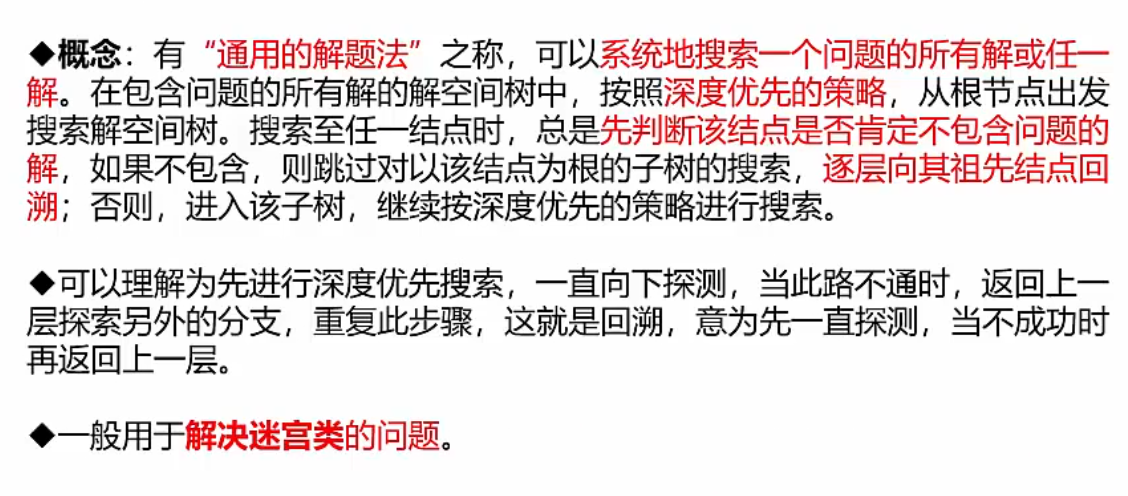 ◆概念：有“通用的解题法”之称，可以系统地搜索一个问题的所有解或任一
解。在包含问题的所有解的解空间树中，按照深度优先的策略，从根节点出发
搜索解空间树。搜索至任一结点时，总是先判断该结点是否肯定不包含问题的
解，如果不包含，则跳过对以该结点为根的子树的搜索，逐层向其祖先结点回
溯；否则，进入该子树，继续按深度优先的策略进行搜索。
◆可以理解为先进行深度优先搜索，一直向下探测，当此路不通时，返回上一
层探索另外的分支，重复此步骤，这就是回溯，意为先一直探测，当不成功时
再返回上一层。
◆一般用于解决迷宫类的问题。